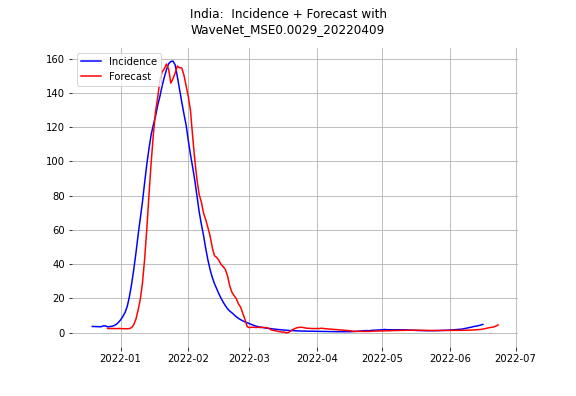 India:  Incidence + Forecast with
WaveNet_MSE0.0029_20220409
Incidence
Forecast
160
140
120
100
80
60
40
20
0
2022-01 2022-02 2022-03 2022-04 2022-05 2022-06 2022-07